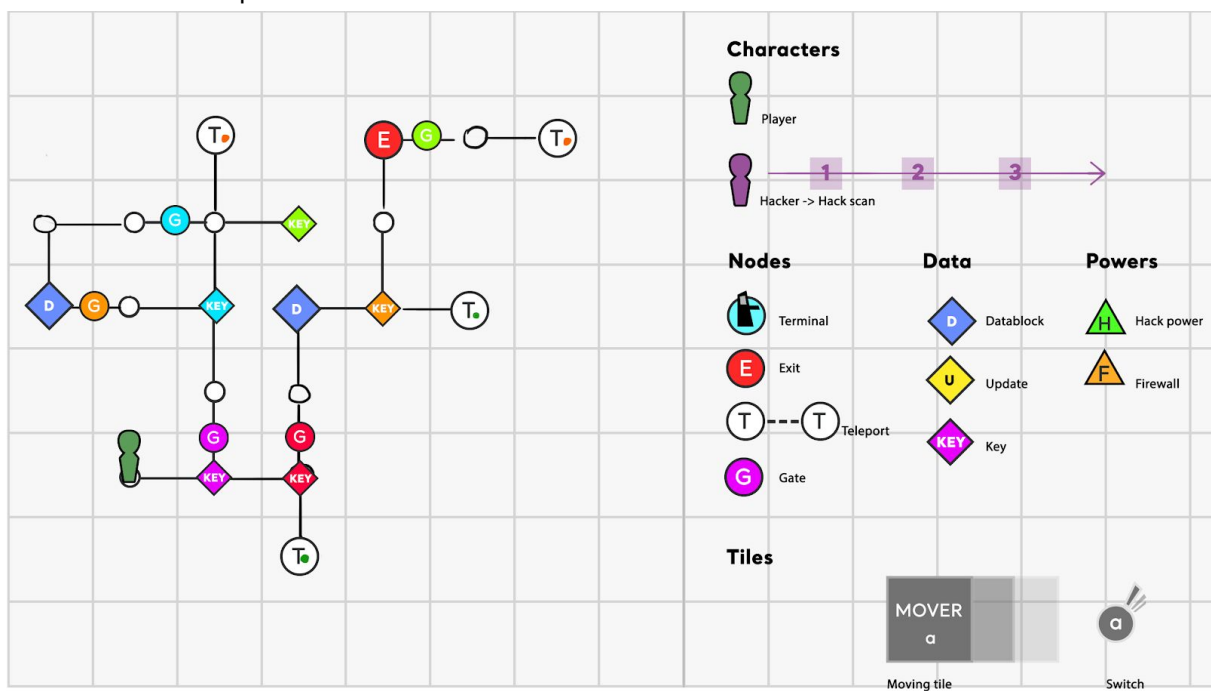 Characters
Player
1 2 3
Hacker -> Hack scan
Nodes
Data
Powers
Terminal
D
Datablock
H
Hack power
E
Exit
U
Update
F
Firewall
T
T
Teleport
KEY
Key
G
Gate
Tiles
MOVER
a
a
Moving tile
Switch
T
E
G
T
G
KEY
D
G
KEY
D
KEY
T
G
G
KEY
KEY
T